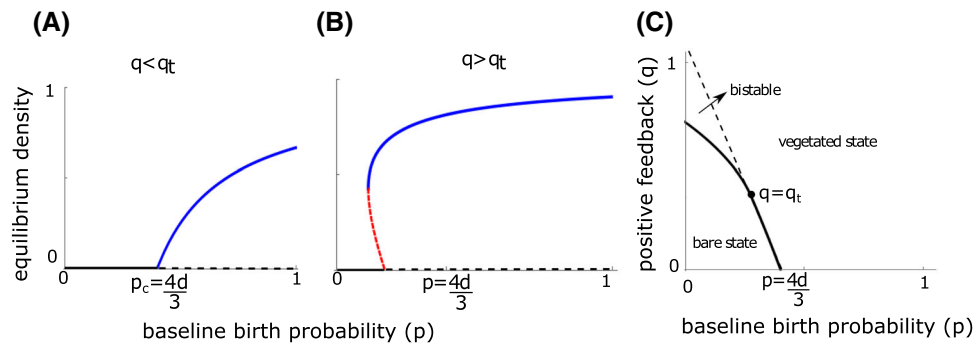 (A)
q<qt
equilibrium density
1
0
0
pc=4d/3
1
(B)
q>qt
0
p=4d/3
1
baseline birth probability (p)
(C)
positive feedback (q)
1
0
bistable
vegetated state
q=qt
bare state
0
p=4d/3
1
baseline birth probability (p)